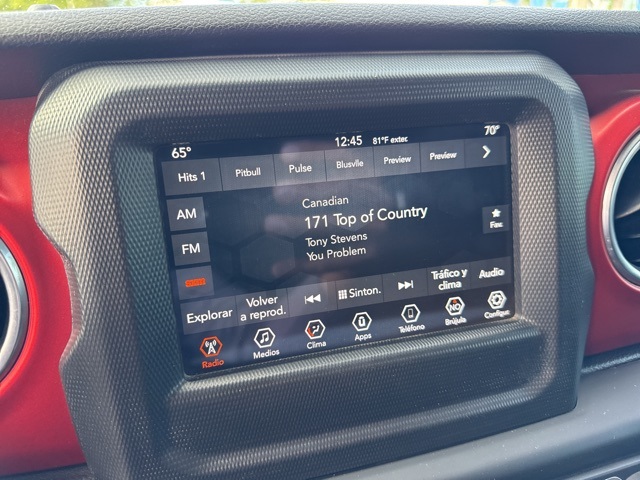 65° 12:45 81°F extec 70°
Hits 1 Pitbull Pulse Blusvlle Preview Preview
Canadian
AM 171 Top of Country
Tony Stevens
FM You Problem
Explorar Volver a reprod. Sinton. Tráfico y clima Audio
Radio Medios Clima Apps Teléfono Brújula Configur.
NO